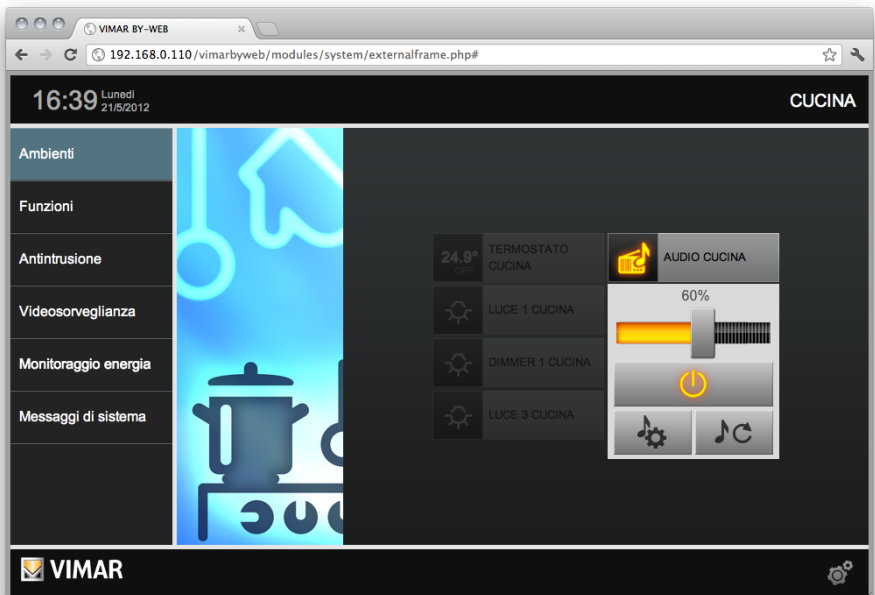 VIMAR BY-WEB
192.168.0.110/vimarbyweb/modules/system/externalframe.php#
16:39 Lunedì
21/5/2012
CUCINA
Ambienti
Funzioni
Antintrusione
Videosorveglianza
Monitoraggio energia
Messaggi di sistema
24.9°
OFF
TERMOSTATO
CUCINA
LUCE 1 CUCINA
DIMMER 1 CUCINA
LUCE 3 CUCINA
AUDIO CUCINA
60%
VIMAR